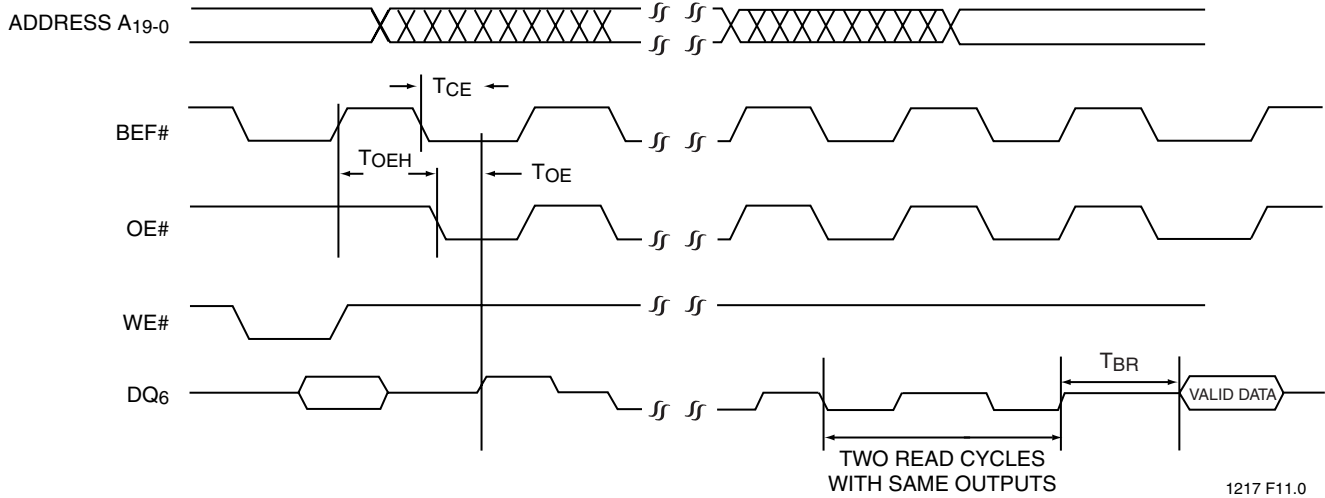 ADDRESS A19-0
TCE
BEF#
TOEH
TOE
OE#
WE#
TBR
DQ6
VALID DATA
TWO READ CYCLES
WITH SAME OUTPUTS
1217 F11.0